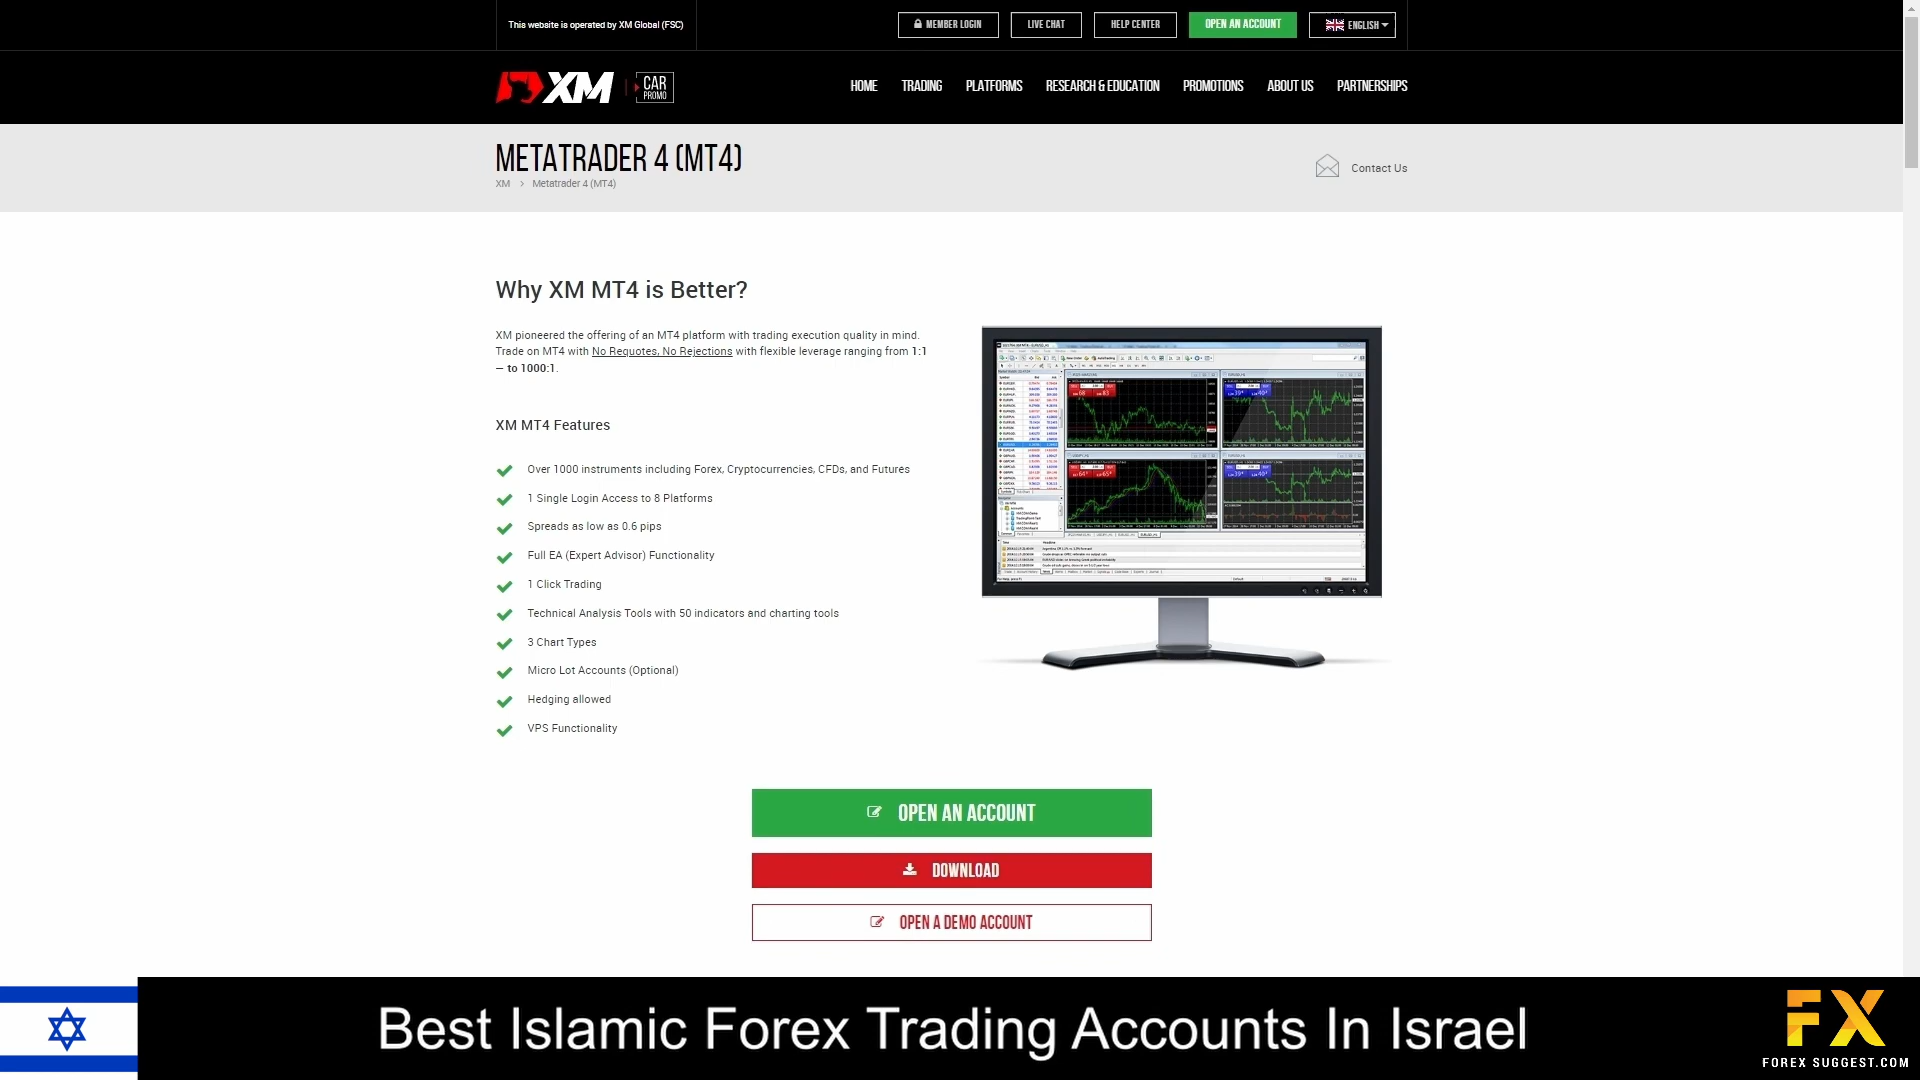 This website is operated by XM Global (FSC)
MEMBER LOGIN
LIVE CHAT
HELP CENTER
OPEN AN ACCOUNT
ENGLISH
XM
CAR
PROMO
HOME
TRADING
PLATFORMS
RESEARCH & EDUCATION
PROMOTIONS
ABOUT US
PARTNERSHIPS
METATRADER 4 (MT4)
XM > Metatrader 4 (MT4)
Contact Us
Why XM MT4 is Better?
XM pioneered the offering of an MT4 platform with trading execution quality in mind.
Trade on MT4 with No Requotes, No Rejections with flexible leverage ranging from 1:1
— to 1000:1.
XM MT4 Features
Over 1000 instruments including Forex, Cryptocurrencies, CFDs, and Futures
1 Single Login Access to 8 Platforms
Spreads as low as 0.6 pips
Full EA (Expert Advisor) Functionality
1 Click Trading
Technical Analysis Tools with 50 indicators and charting tools
3 Chart Types
Micro Lot Accounts (Optional)
Hedging allowed
VPS Functionality
OPEN AN ACCOUNT
DOWNLOAD
OPEN A DEMO ACCOUNT
Best Islamic Forex Trading Accounts In Israel
FX
FOREX SUGGEST.COM